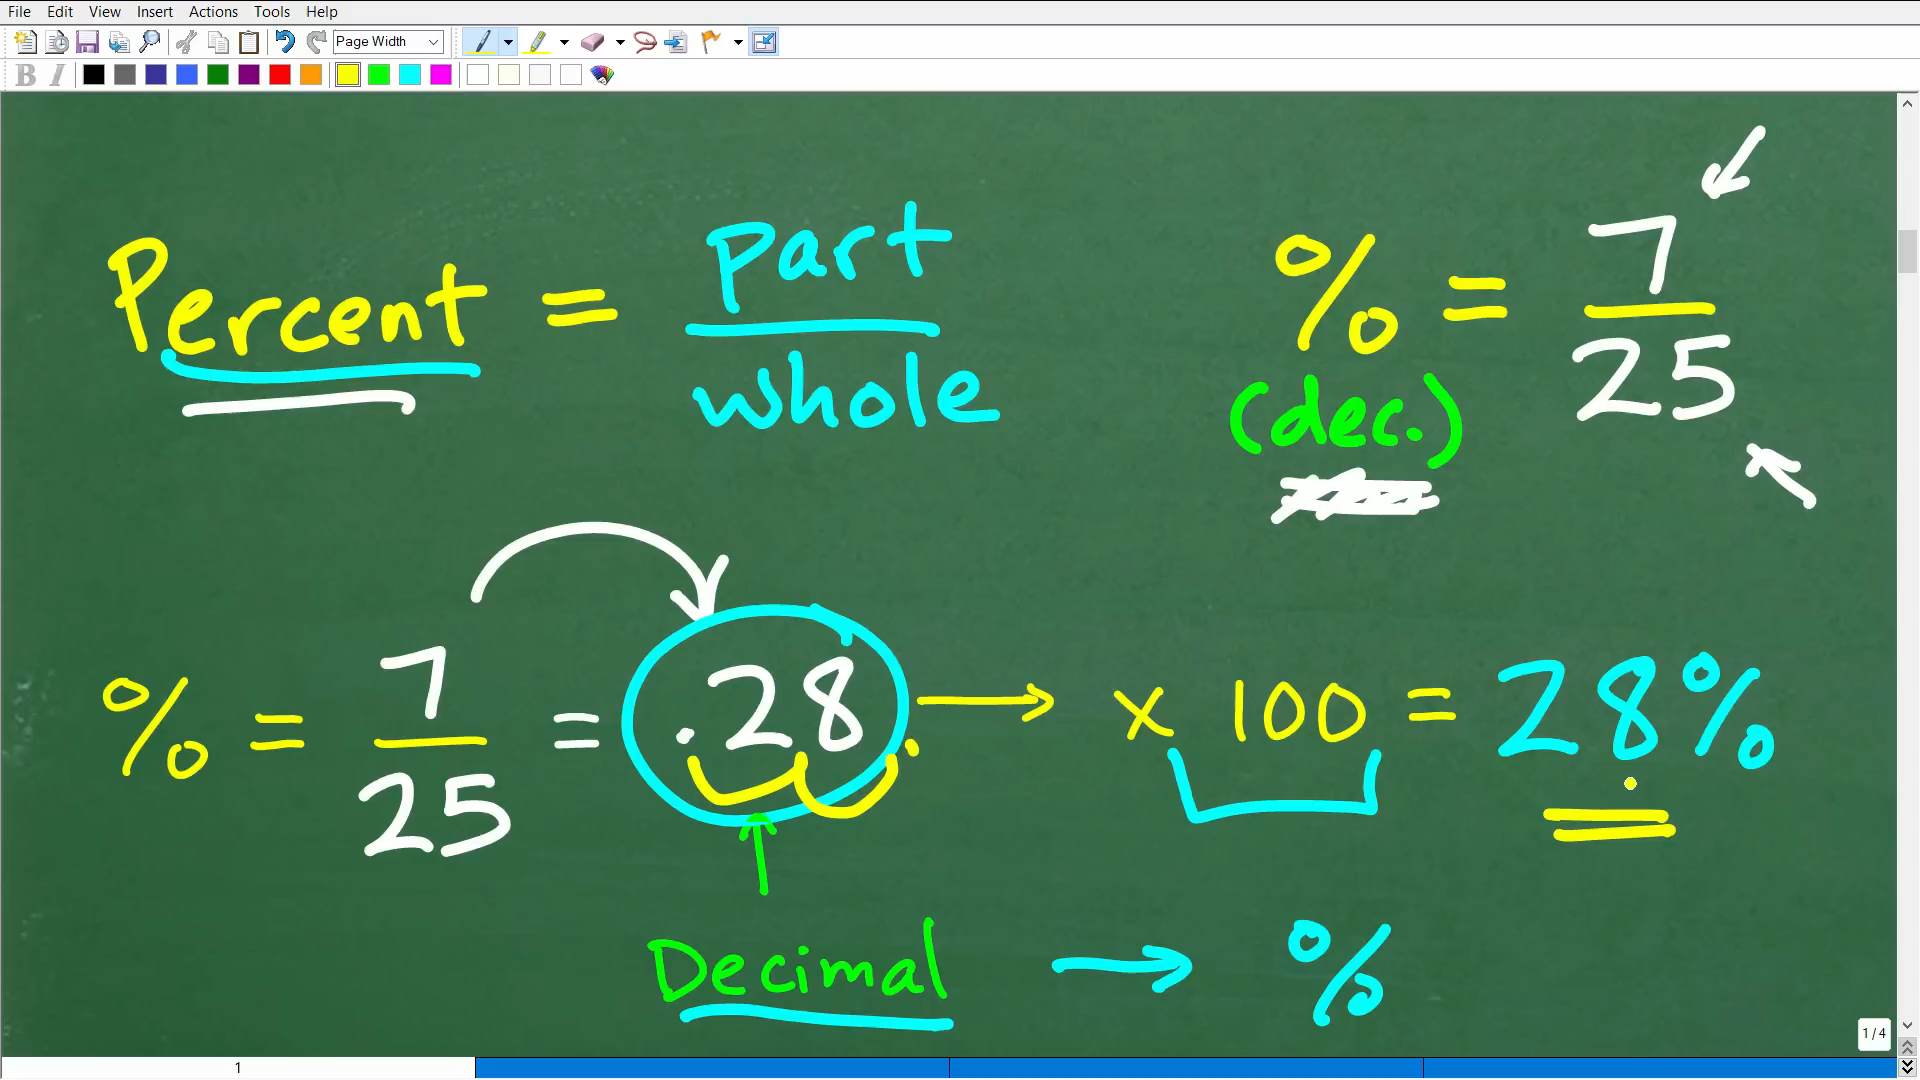 File Edit View Insert Actions Tools Help
Page Width
B I
Percent = part
whole
% = 7
(dec.) 25
% = 7 = .28. → x 100 = 28%
25
Decimal → %
1 / 4
1